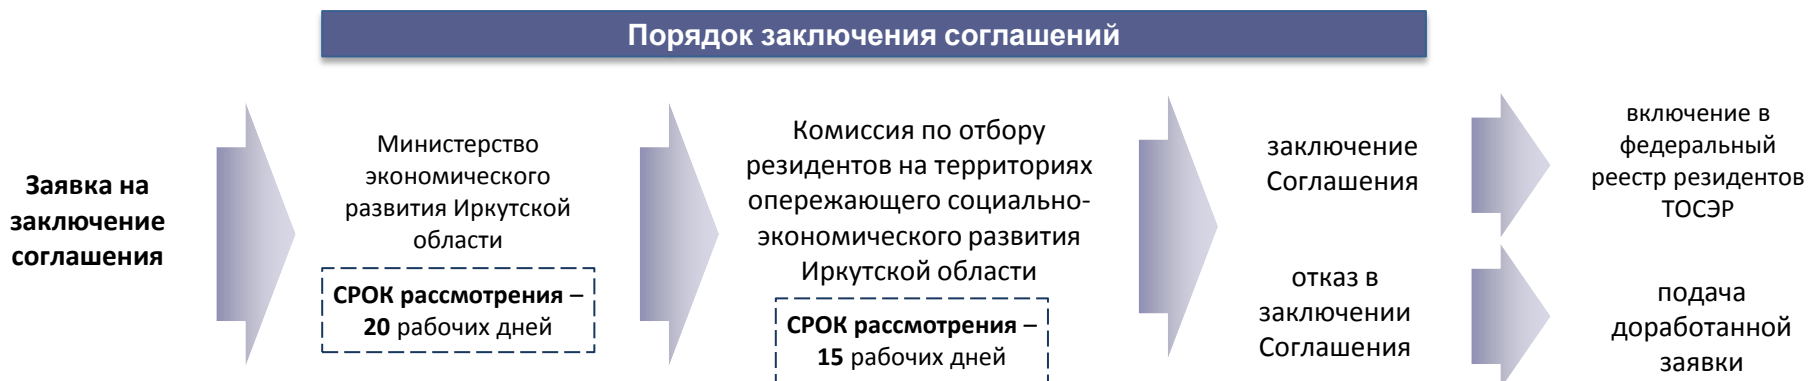 Порядок заключения соглашений
Заявка на
заключение
соглашения
Министерство
экономического
развития Иркутской
области
СРОК рассмотрения –
20 рабочих дней
Комиссия по отбору
резидентов на территориях
опережающего социально-
экономического развития
Иркутской области
СРОК рассмотрения –
15 рабочих дней
заключение
Соглашения
отказ в
заключении
Соглашения
включение в
федеральный
реестр резидентов
ТОСЭР
подача
доработанной
заявки